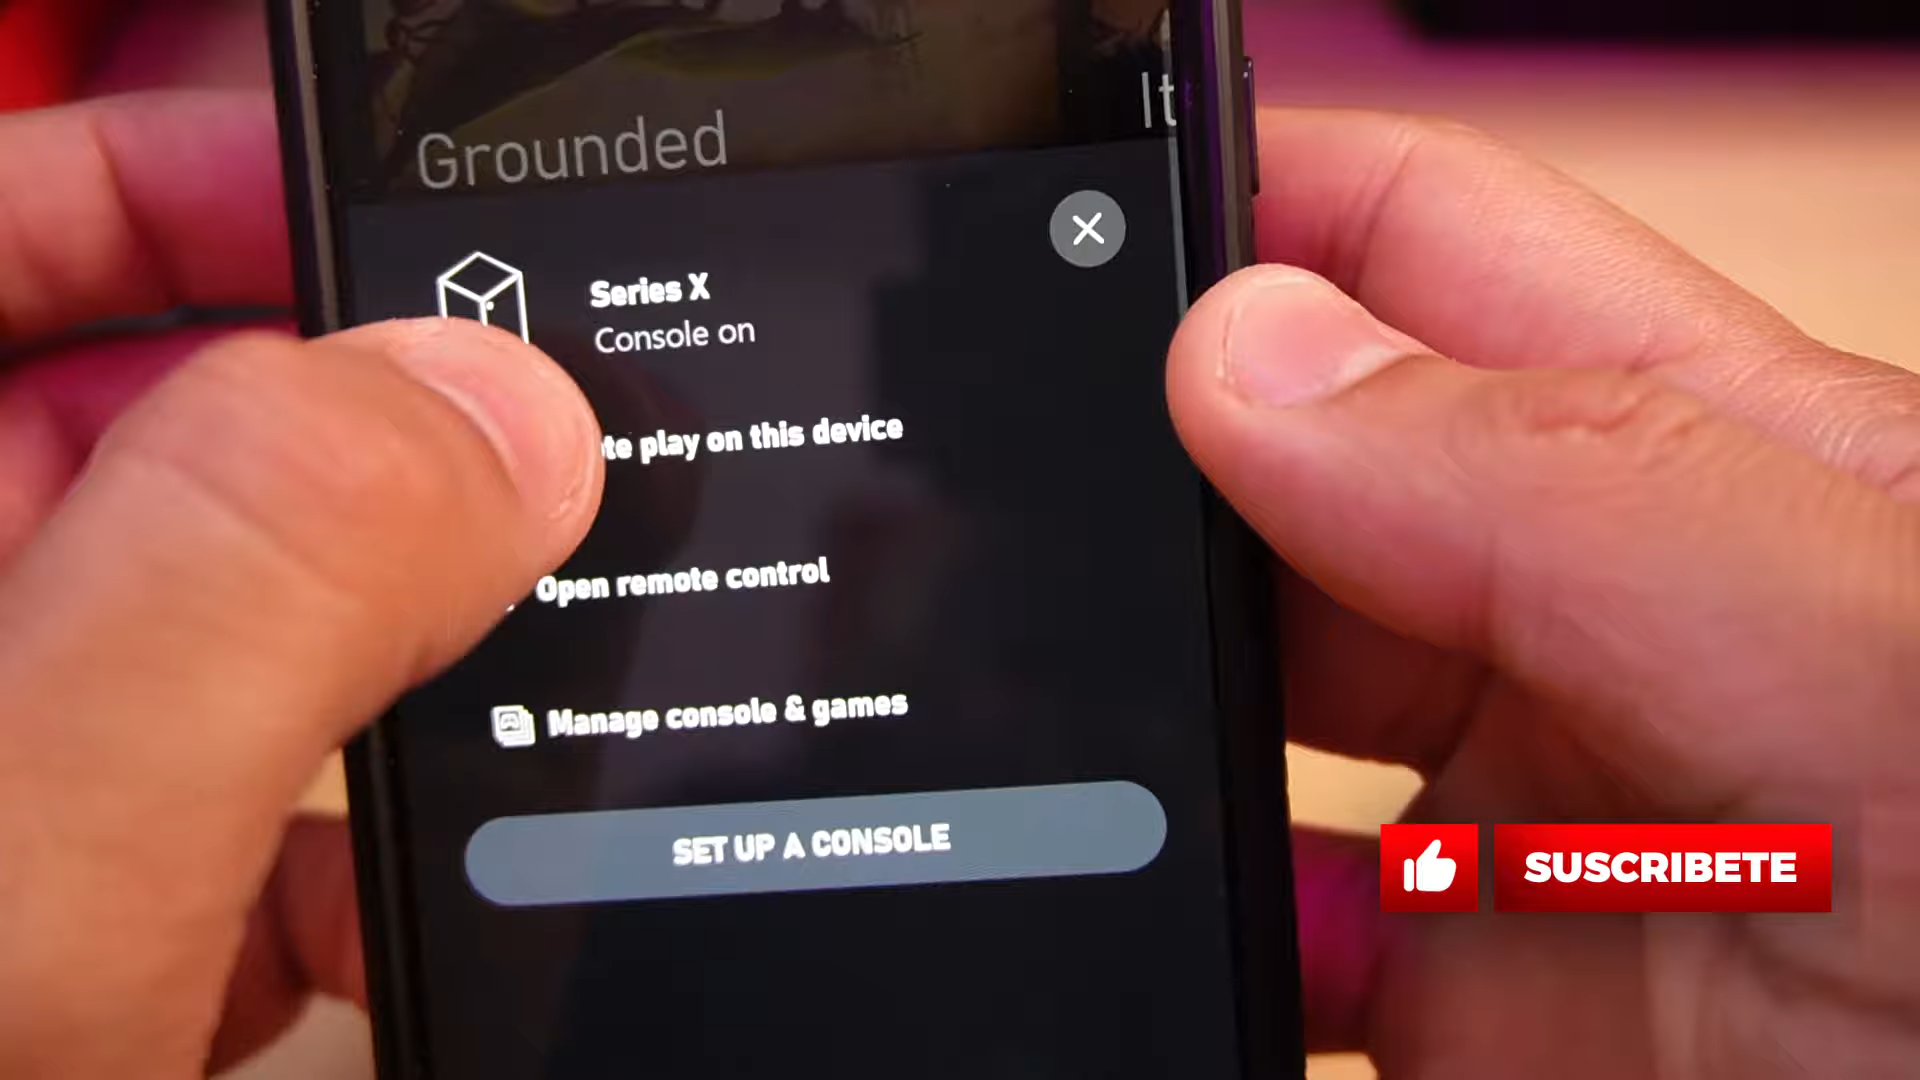 Grounded
It
Series X
Console on
play on this device
Open remote control
Manage console & games
SET UP A CONSOLE
SUSCRIBETE